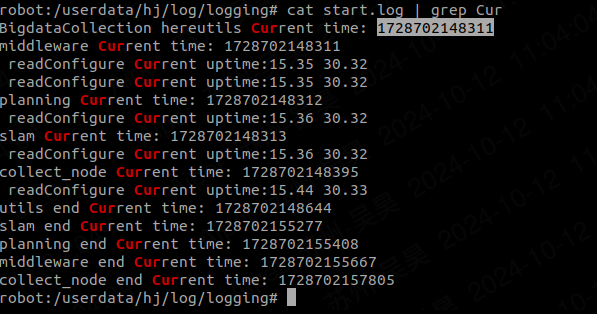 robot:/userdata/hj/log/logging# cat start.log | grep Cur
BigdataCollection hereutils Current time: 1728702148311
middleware Current time: 1728702148311
 readConfigure Current uptime:15.35 30.32
 readConfigure Current uptime:15.35 30.32
planning Current time: 1728702148312
 readConfigure Current uptime:15.36 30.32
slam Current time: 1728702148313
 readConfigure Current uptime:15.36 30.32
collect_node Current time: 1728702148395
 readConfigure Current uptime:15.44 30.33
utils end Current time: 1728702148644
slam end Current time: 1728702155277
planning end Current time: 1728702155408
middleware end Current time: 1728702155667
collect_node end Current time: 1728702157805
robot:/userdata/hj/log/logging#